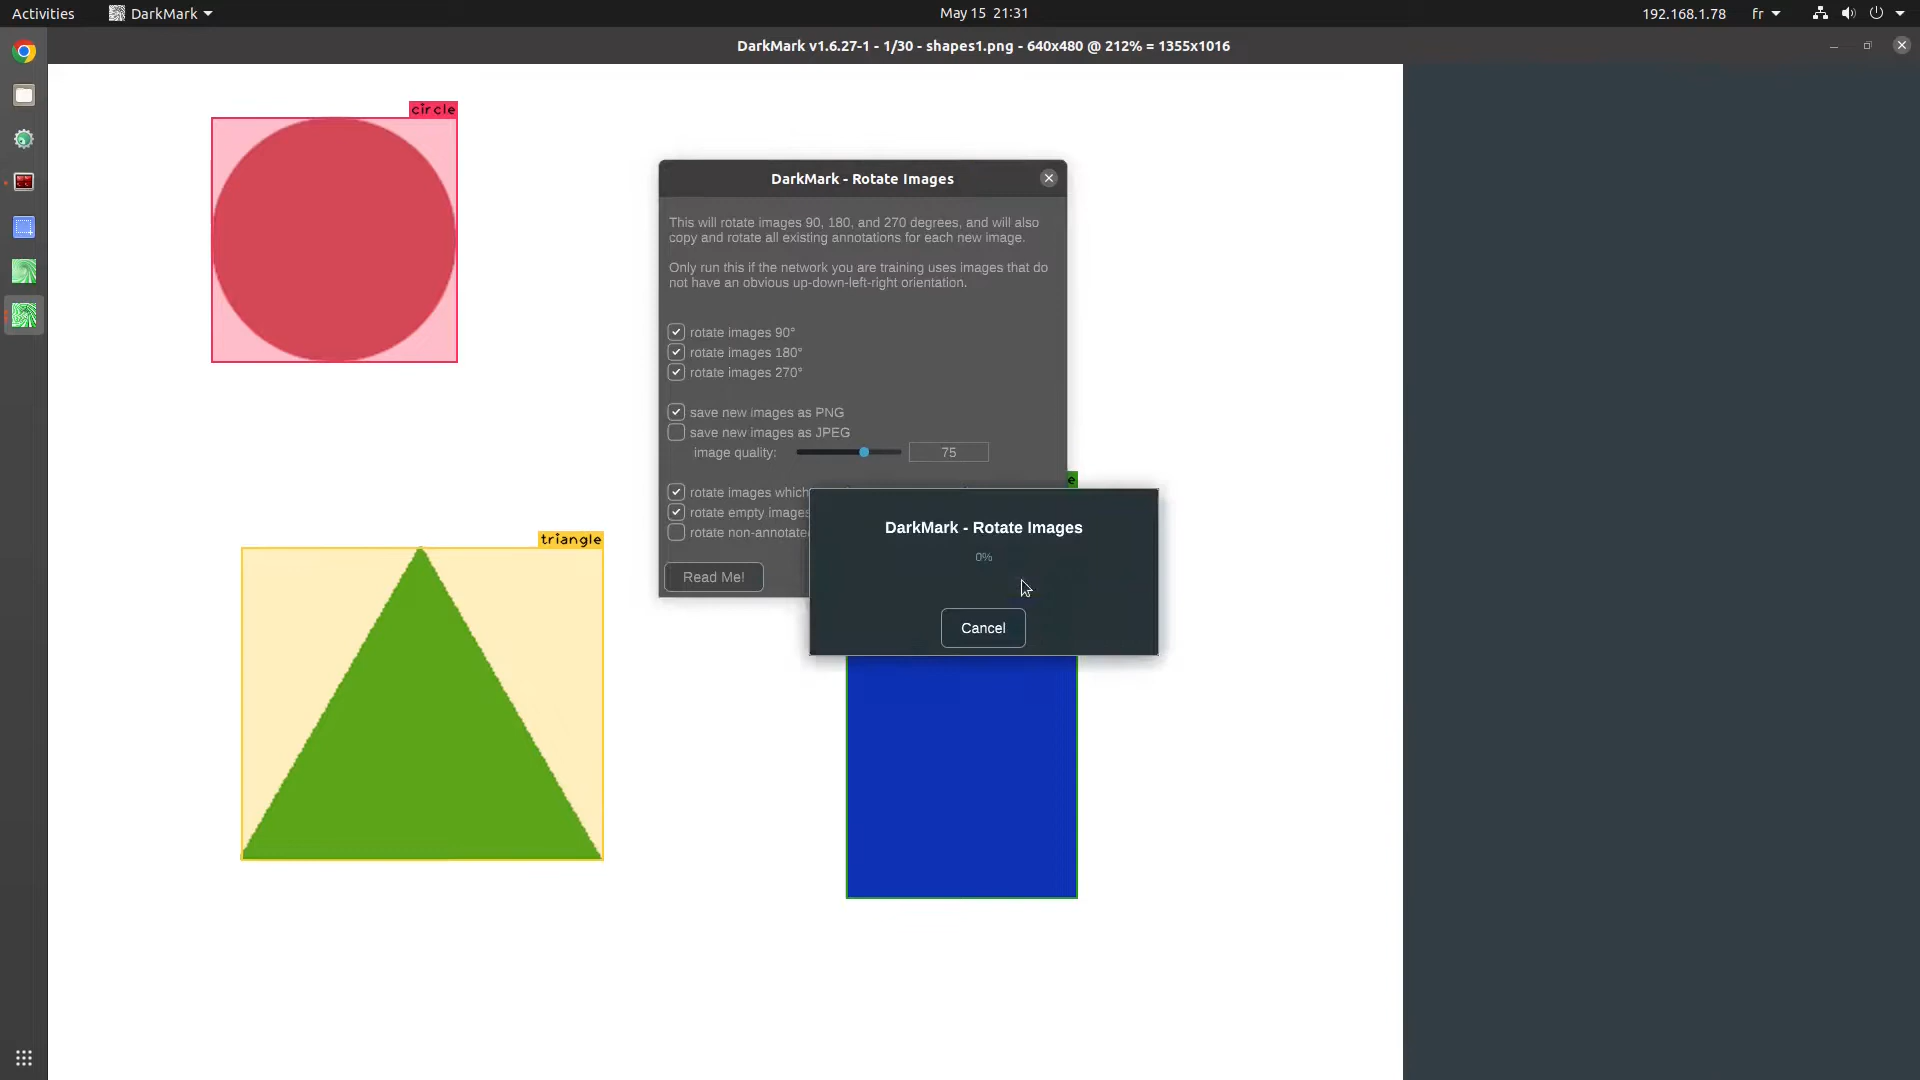 Activities
DarkMark
May 15 21:31
192.168.1.78
fr
DarkMark v1.6.27-1 - 1/30 - shapes1.png - 640x480 @ 212% = 1355x1016
circle
DarkMark - Rotate Images
This will rotate images 90, 180, and 270 degrees, and will also
copy and rotate all existing annotations for each new image.
Only run this if the network you are training uses images that do
not have an obvious up-down-left-right orientation.
rotate images 90°
rotate images 180°
rotate images 270°
save new images as PNG
save new images as JPEG
image quality:
75
e
rotate images which
rotate empty images
rotate non-annotated
Read Me!
DarkMark - Rotate Images
0%
Cancel
triangle